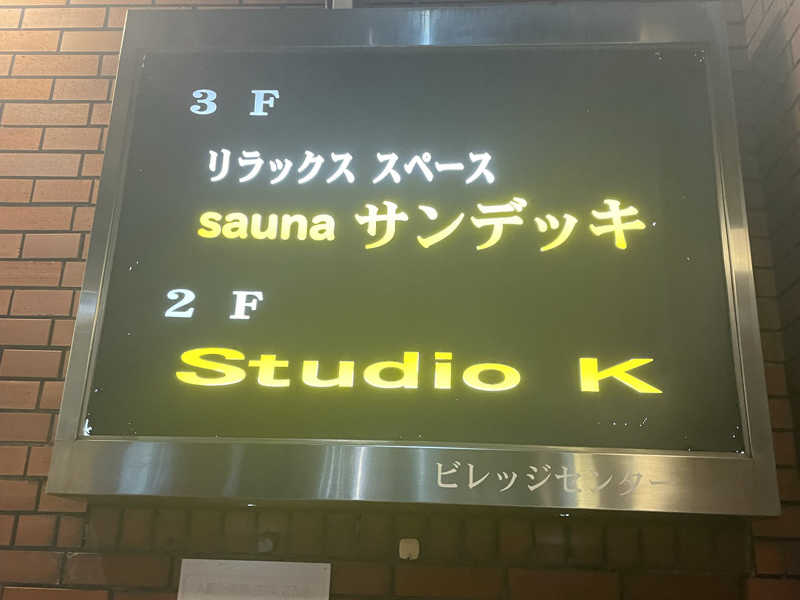 3 F
リラックス スペース
sauna サンデッキ
2 F
Studio K
ビレッジセンター